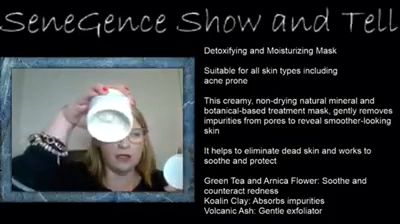 SeneGence Show and Tell
Detoxifying and Moisturizing Mask
Suitable for all skin types including
acne prone
This creamy, non-drying natural mineral and
botanical-based treatment mask, gently removes
impurities from pores to reveal smoother-looking
skin
It helps to eliminate dead skin and works to
soothe and protect
Green Tea and Arnica Flower: Soothe and
counteract redness
Koalin Clay: Absorbs impurities
Volcanic Ash: Gentle exfoliator